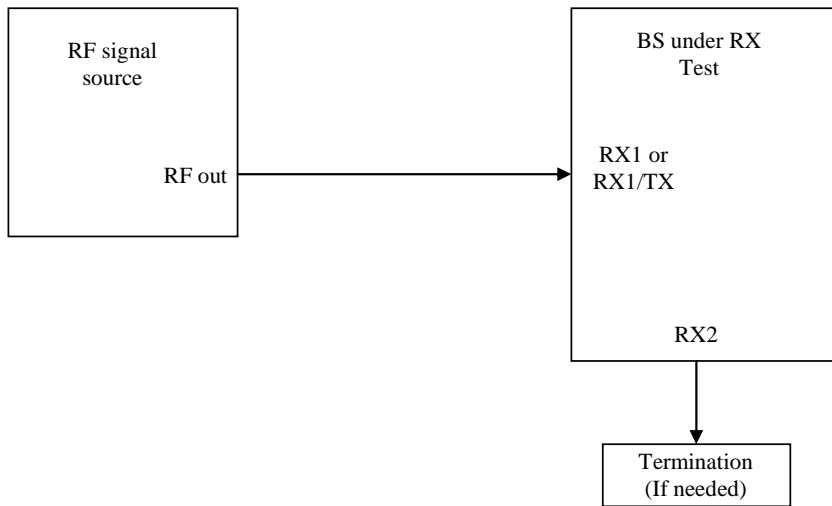 RF signal
source
RF out
BS under RX
Test
RX1 or
RX1/TX
RX2
Termination
(If needed)